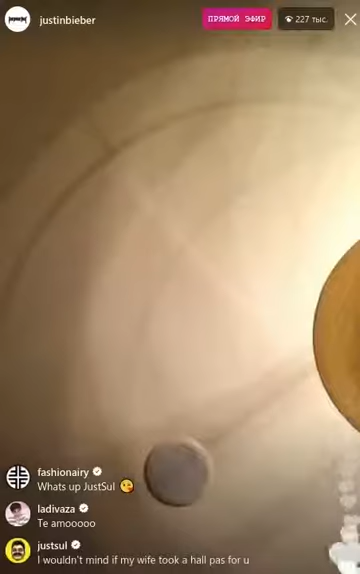 justinbieber
ПРЯМОЙ ЭФИР
227 тыс.
fashionairy
Whats up JustSul 😘
ladivaza
Te amooooo
justsul
I wouldn't mind if my wife took a hall pas for u